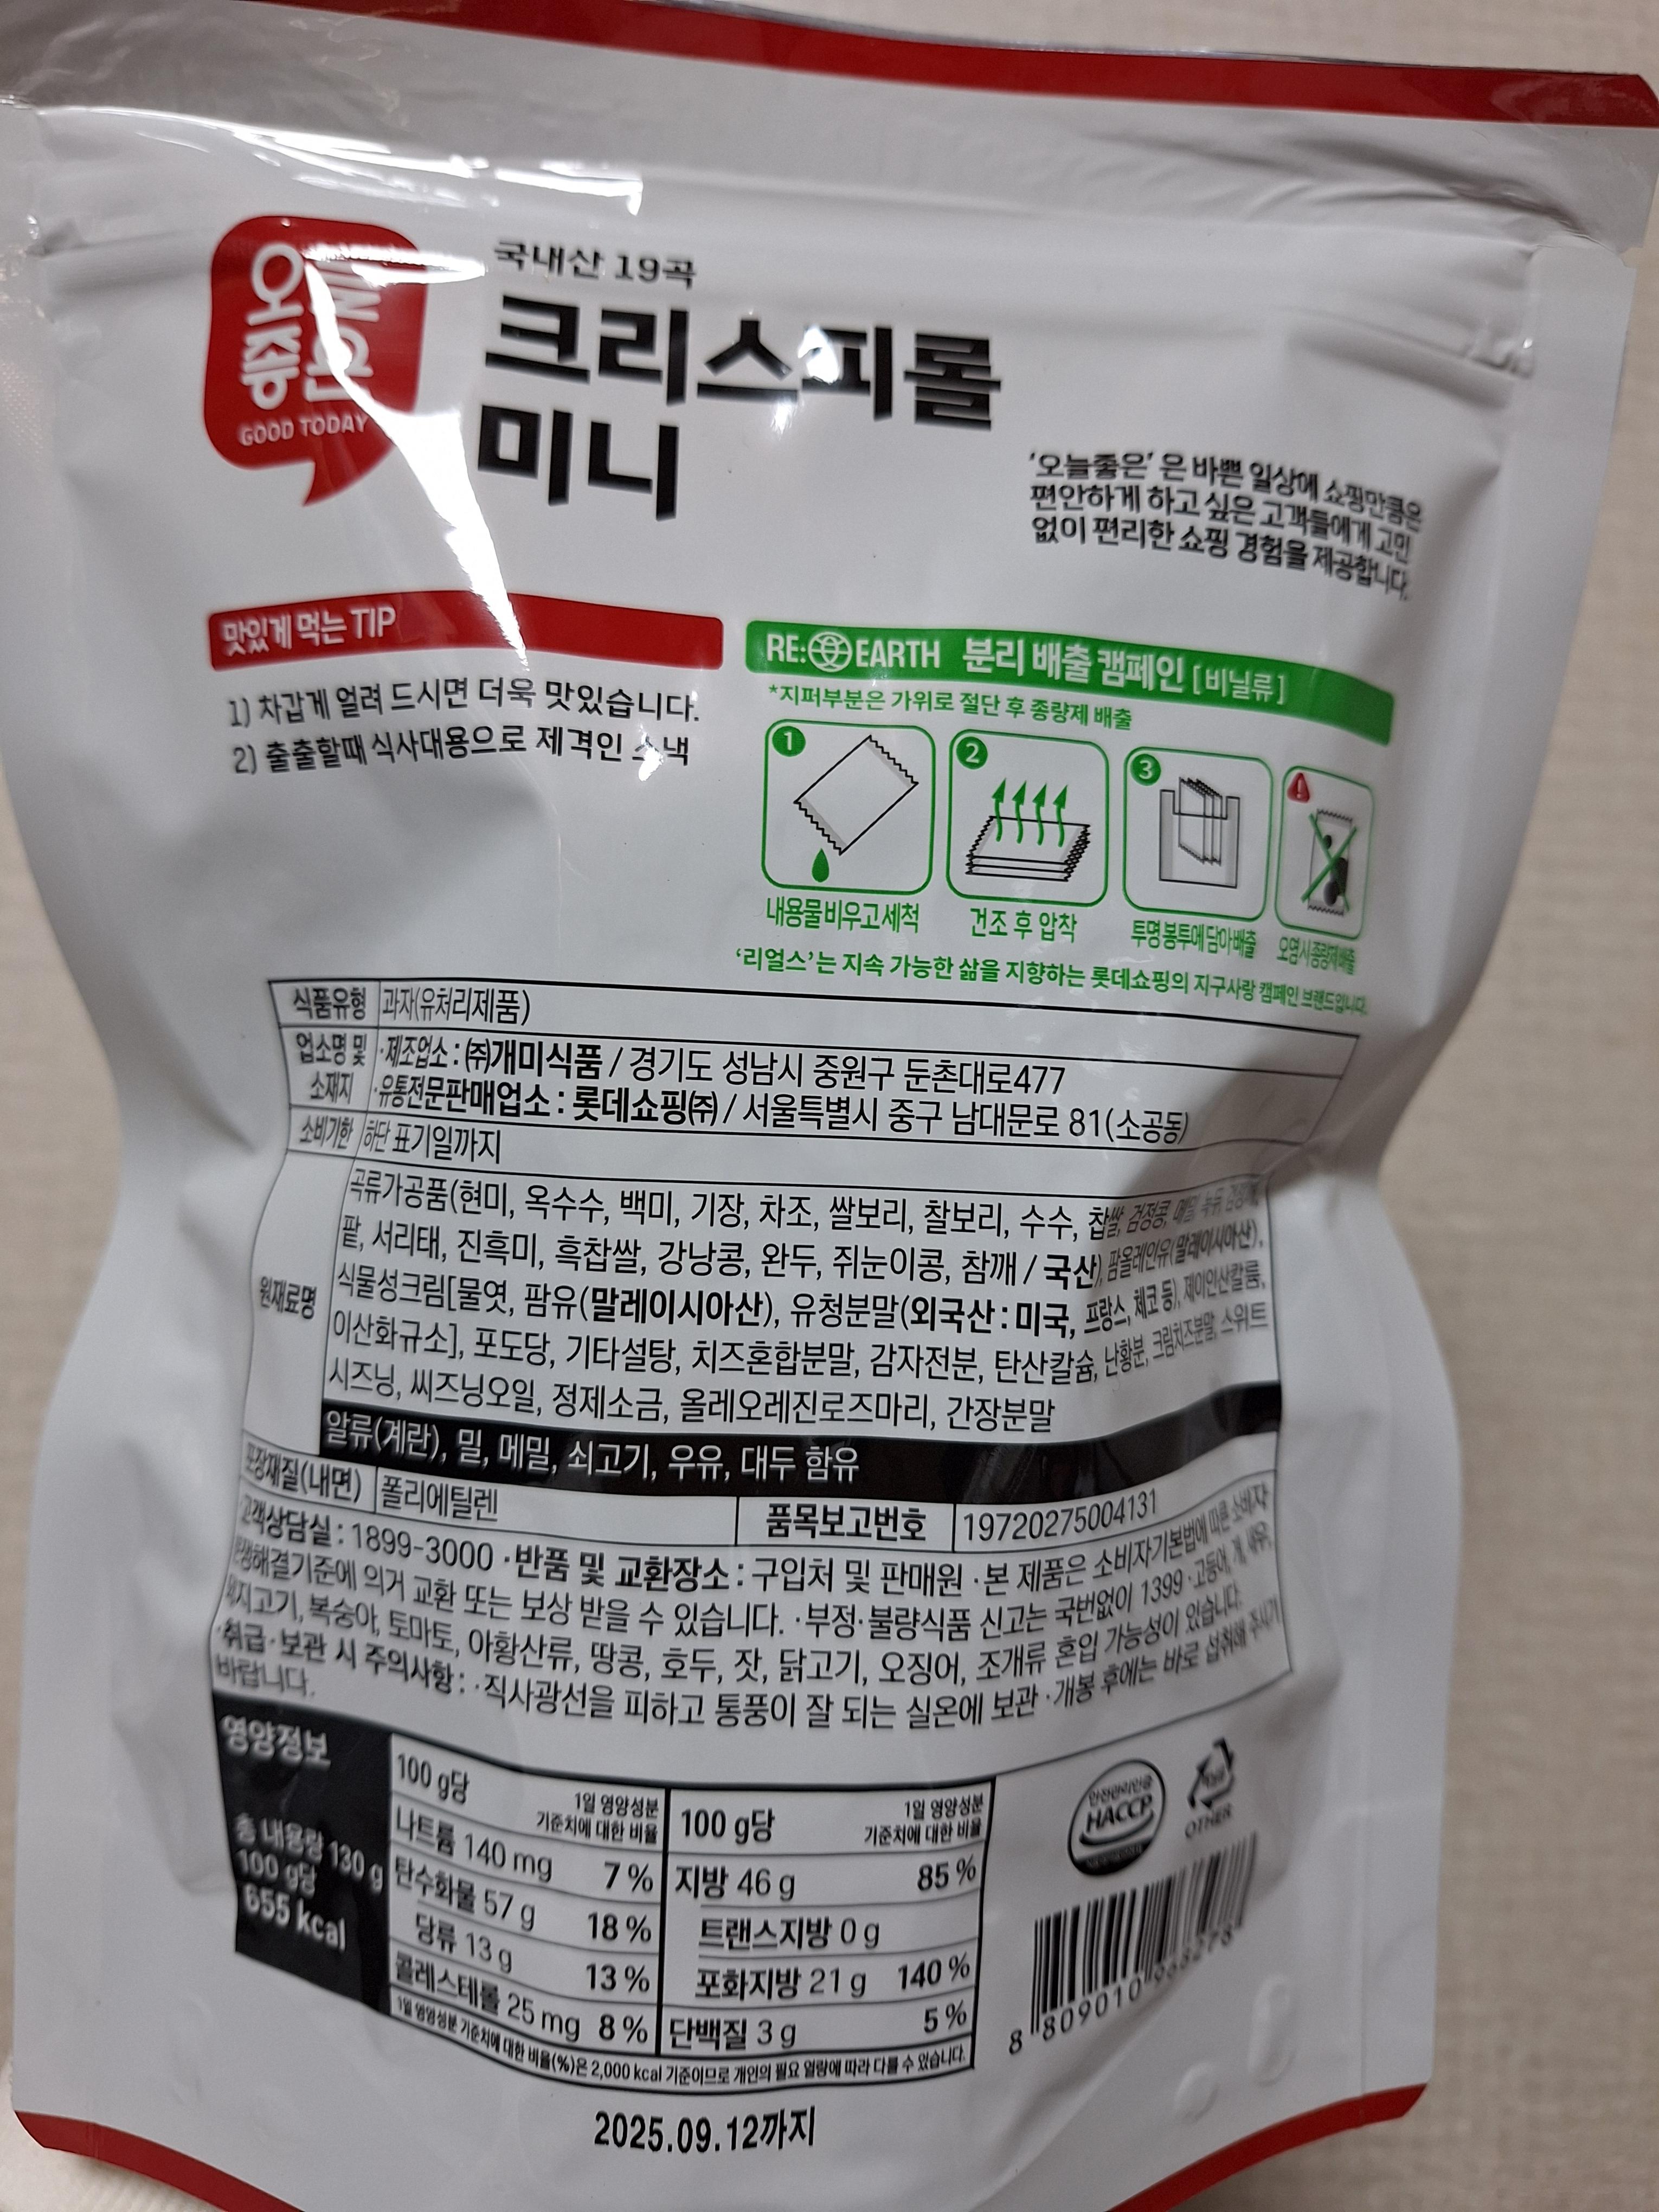 오늘
좋은
GOOD TODAY
국내산 19곡
크리스피롤
미니
'오늘좋은' 은 바쁜 일상에 쇼핑만큼은
편안하게 하고 싶은 고객들에게 고민
없이 편리한 쇼핑 경험을 제공합니다.
맛있게 먹는 TIP
1) 차갑게 얼려 드시면 더욱 맛있습니다.
2) 출출할때 식사대용으로 제격인 스낵
RE: EARTH 분리 배출 캠페인 [비닐류]
*지퍼부분은 가위로 절단 후 종량제 배출
1 2 3
내용물 비우고 세척 건조 후 압착 투명 봉투에 담아 배출 오염시 종량제 배출
'리얼스'는 지속 가능한 삶을 지향하는 롯데쇼핑의 지구사랑 캠페인 브랜드입니다.
식품유형 과자(유처리제품)
업소명 및 소재지 ·제조업소 : ㈜개미식품 / 경기도 성남시 중원구 둔촌대로477
·유통전문판매업소 : 롯데쇼핑㈜ / 서울특별시 중구 남대문로 81(소공동)
소비기한 하단 표기일까지
원재료명 곡류가공품(현미, 옥수수, 백미, 기장, 차조, 쌀보리, 찰보리, 수수, 찹쌀, 검정콩, 메밀, 녹두,
팥, 서리태, 진흑미, 흑찹쌀, 강낭콩, 완두, 쥐눈이콩, 참깨 / 국산), 팜올레인유(말레이시아산),
식물성크림[물엿, 팜유(말레이시아산), 유청분말(외국산 : 미국, 프랑스, 체코 등), 제이인산칼륨,
이산화규소], 포도당, 기타설탕, 치즈혼합분말, 감자전분, 탄산칼슘, 난황분, 크림치즈분말, 스위트
시즈닝, 씨즈닝오일, 정제소금, 올레오레진로즈마리, 간장분말
알류(계란), 밀, 메밀, 쇠고기, 우유, 대두 함유
포장재질(내면) 폴리에틸렌 품목보고번호 19720275004131
·고객상담실 : 1899-3000 ·반품 및 교환장소 : 구입처 및 판매원 ·본 제품은 소비자기본법에 따른 소비자
분쟁해결기준에 의거 교환 또는 보상 받을 수 있습니다. ·부정·불량식품 신고는 국번없이 1399 ·고등어, 게, 새우,
돼지고기, 복숭아, 토마토, 아황산류, 땅콩, 호두, 잣, 닭고기, 오징어, 조개류 혼입 가능성이 있습니다.
·취급·보관 시 주의사항 : ·직사광선을 피하고 통풍이 잘 되는 실온에 보관 ·개봉 후에는 바로 섭취해 주시기
바랍니다.
영양정보
총 내용량 130 g
100 g당
655 kcal
100 g당 1일 영양성분 기준치에 대한 비율
나트륨 140 mg 7 %
탄수화물 57 g 18 %
당류 13 g 13 %
콜레스테롤 25 mg 8 %
100 g당 1일 영양성분 기준치에 대한 비율
지방 46 g 85 %
트랜스지방 0 g
포화지방 21 g 140 %
단백질 3 g 5 %
1일 영양성분 기준치에 대한 비율(%)은 2,000 kcal 기준이므로 개인의 필요 열량에 따라 다를 수 있습니다.
안전관리인증
HACCP
OTHER
8 809010
2025.09.12까지